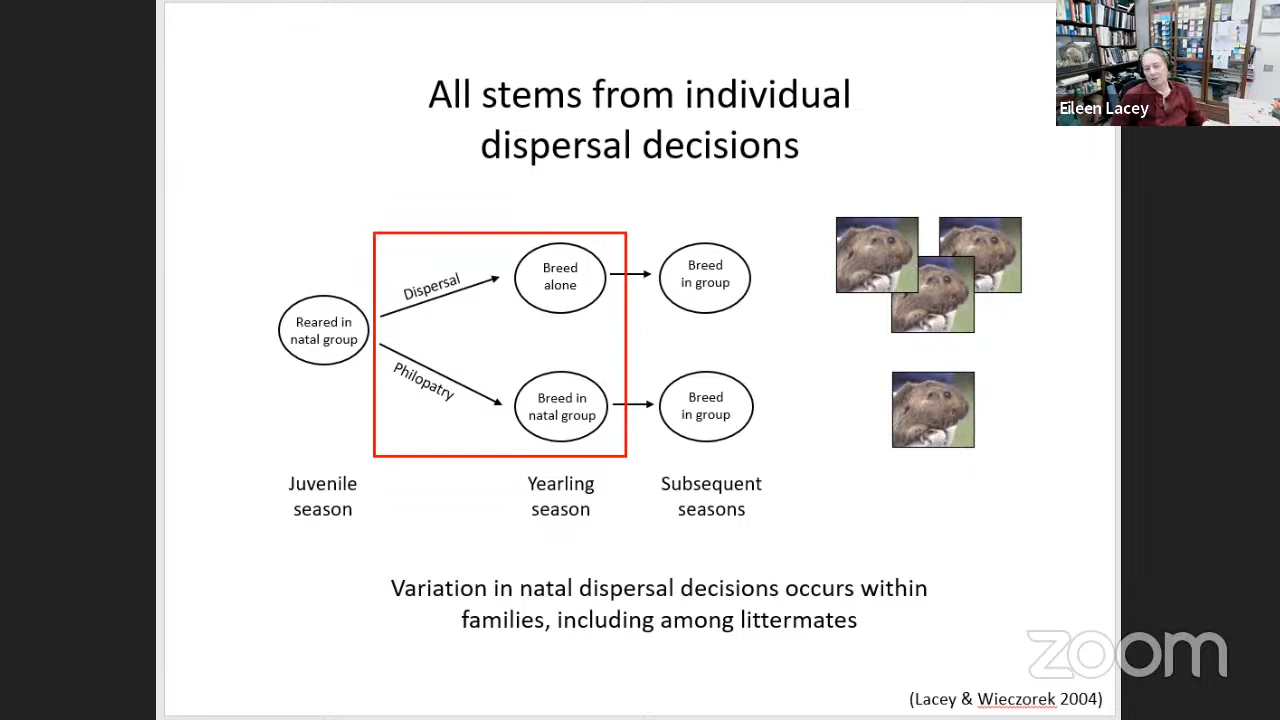 All stems from individual
dispersal decisions
Eileen Lacey
Reared in
natal group
Dispersal
Philopatry
Breed
alone
Breed
in group
Breed in
natal group
Breed
in group
Juvenile
season
Yearling
season
Subsequent
seasons
Variation in natal dispersal decisions occurs within
families, including among littermates
zoom
(Lacey & Wieczorek 2004)